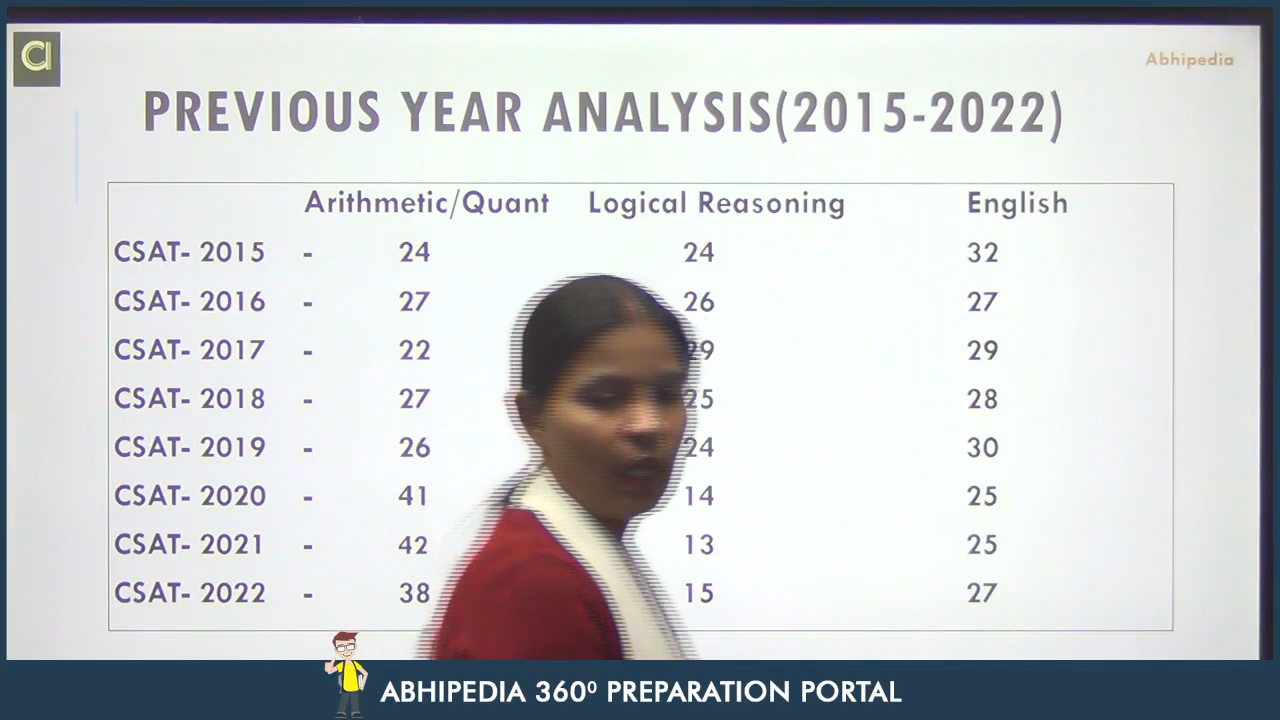 Abhipedia
PREVIOUS YEAR ANALYSIS(2015-2022)
Arithmetic/Quant Logical Reasoning English
CSAT- 2015 - 24 24 32
CSAT- 2016 - 27 26 27
CSAT- 2017 - 22 29 29
CSAT- 2018 - 27 25 28
CSAT- 2019 - 26 24 30
CSAT- 2020 - 41 14 25
CSAT- 2021 - 42 13 25
CSAT- 2022 - 38 15 27
ABHIPEDIA 360⁰ PREPARATION PORTAL